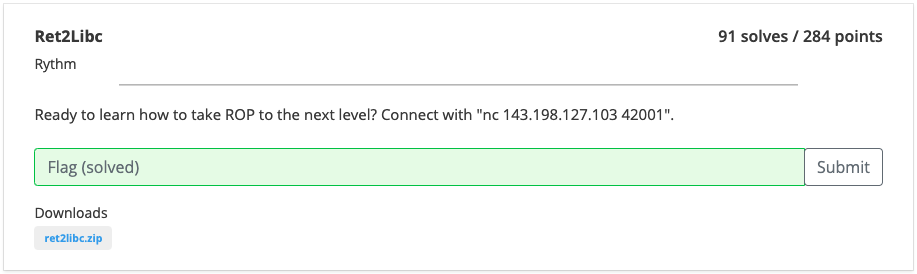 Ret2Libc
91 solves / 284 points
Rythm
Ready to learn how to take ROP to the next level? Connect with "nc 143.198.127.103 42001".
Flag (solved)
Submit
Downloads
ret2libc.zip